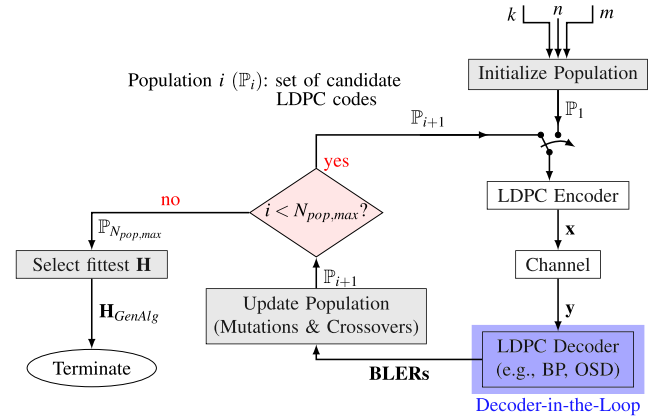 k n m
Initialize Population
Population i (ℙ_i): set of candidate
LDPC codes
ℙ_1
ℙ_{i+1}
yes
no
i < N_{pop,max}?
LDPC Encoder
ℙ_{N_{pop,max}}
x
Select fittest H
Channel
ℙ_{i+1}
H_{GenAlg}
Update Population
(Mutations & Crossovers)
y
LDPC Decoder
(e.g., BP, OSD)
Terminate
BLERs
Decoder-in-the-Loop